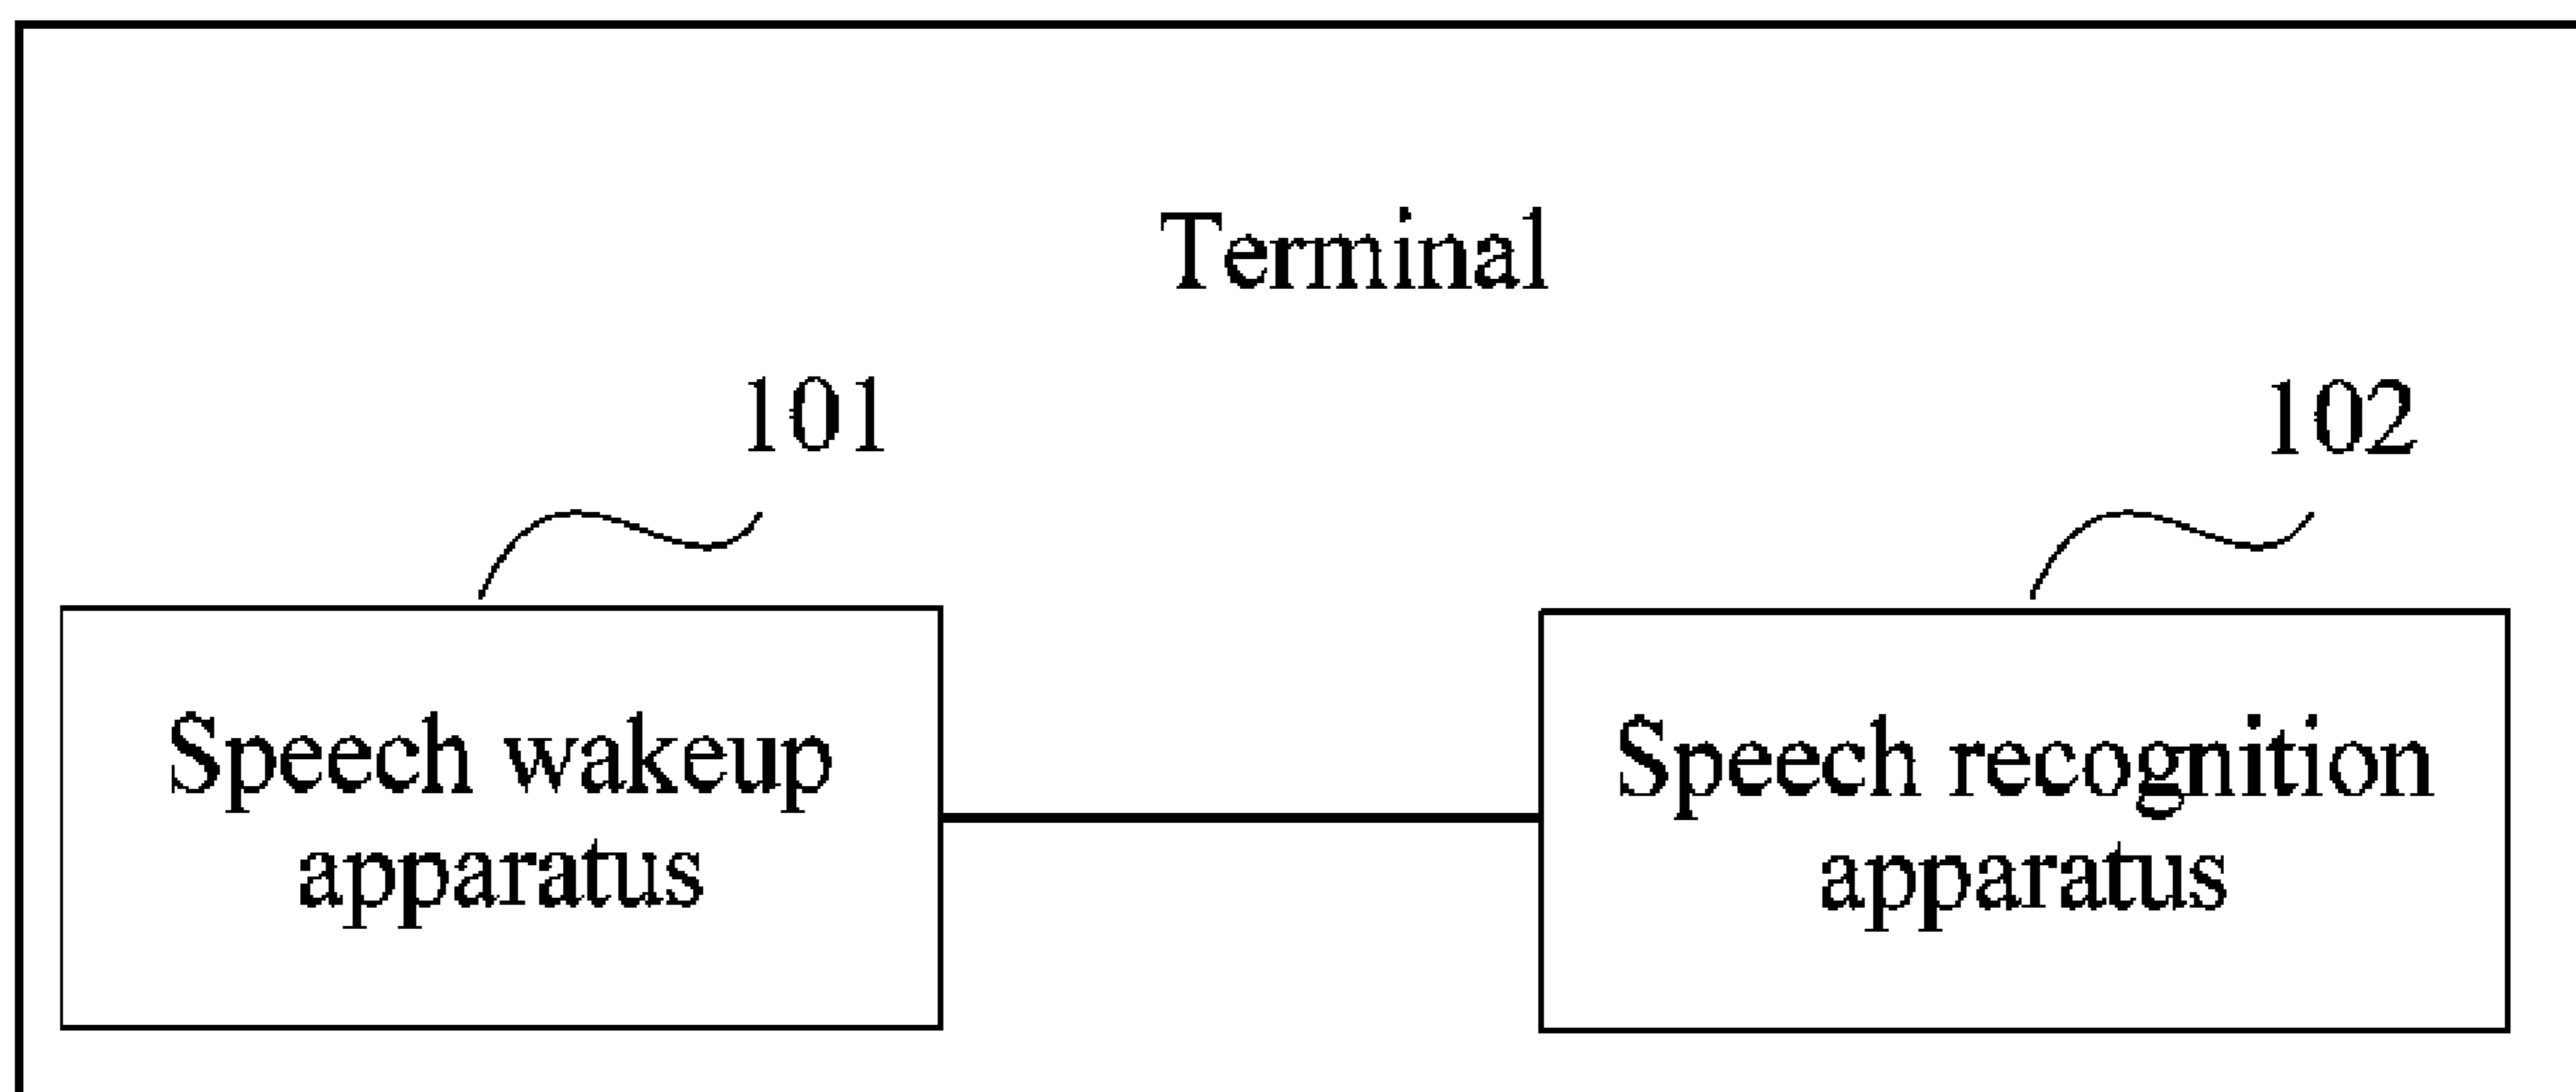 Terminal
101
102
Speech wakeup
apparatus
Speech recognition
apparatus